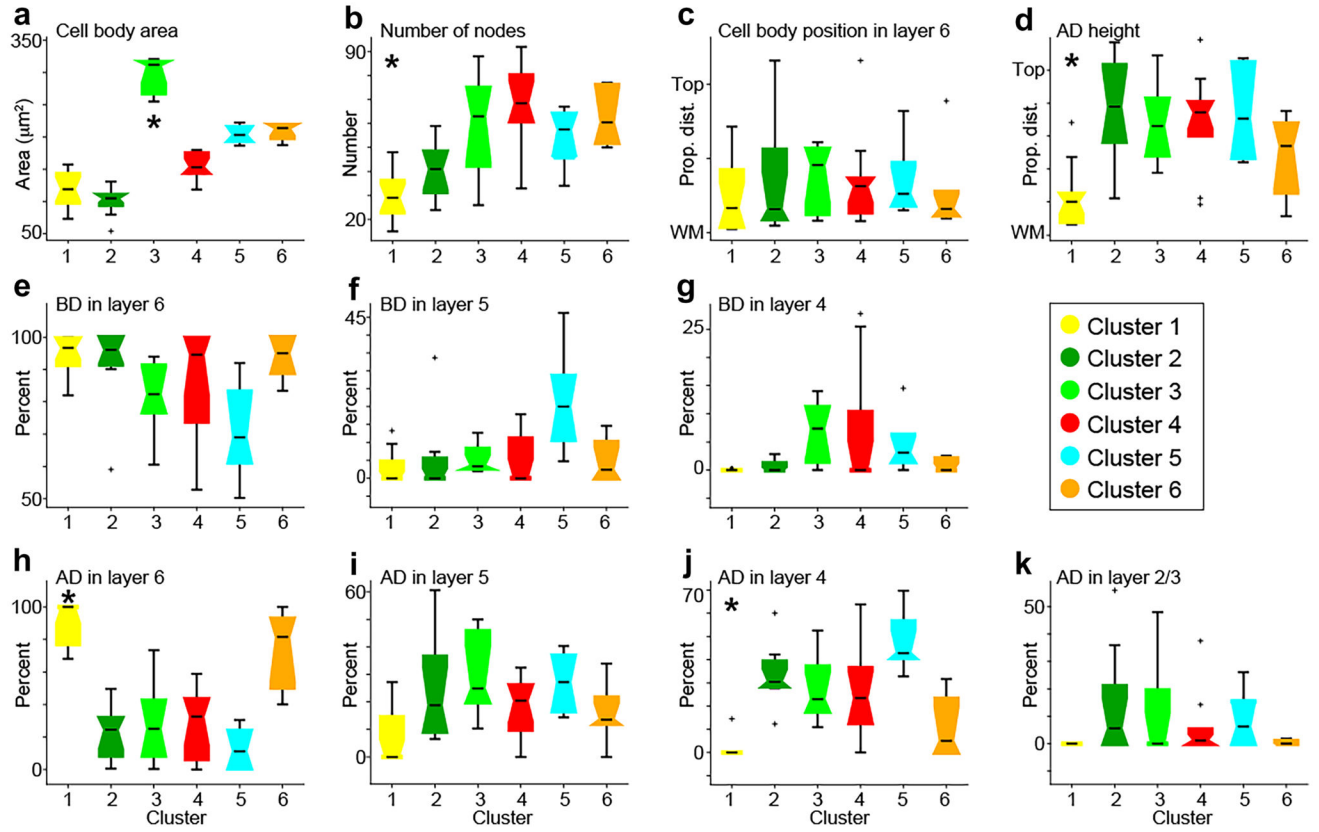 a
Cell body area
350
Area (µm²)
50
1 2 3 4 5 6
*
b
Number of nodes
90
Number
20
1 2 3 4 5 6
*
c
Cell body position in layer 6
Top
Prop. dist.
WM
1 2 3 4 5 6
d
AD height
Top
Prop. dist.
WM
1 2 3 4 5 6
*
e
BD in layer 6
100
Percent
50
1 2 3 4 5 6
f
BD in layer 5
45
Percent
0
1 2 3 4 5 6
g
BD in layer 4
25
Percent
0
1 2 3 4 5 6
Cluster 1
Cluster 2
Cluster 3
Cluster 4
Cluster 5
Cluster 6
h
AD in layer 6
100
Percent
0
1 2 3 4 5 6
Cluster
*
i
AD in layer 5
60
Percent
0
1 2 3 4 5 6
j
AD in layer 4
70
Percent
0
1 2 3 4 5 6
Cluster
*
k
AD in layer 2/3
50
Percent
0
1 2 3 4 5 6
Cluster